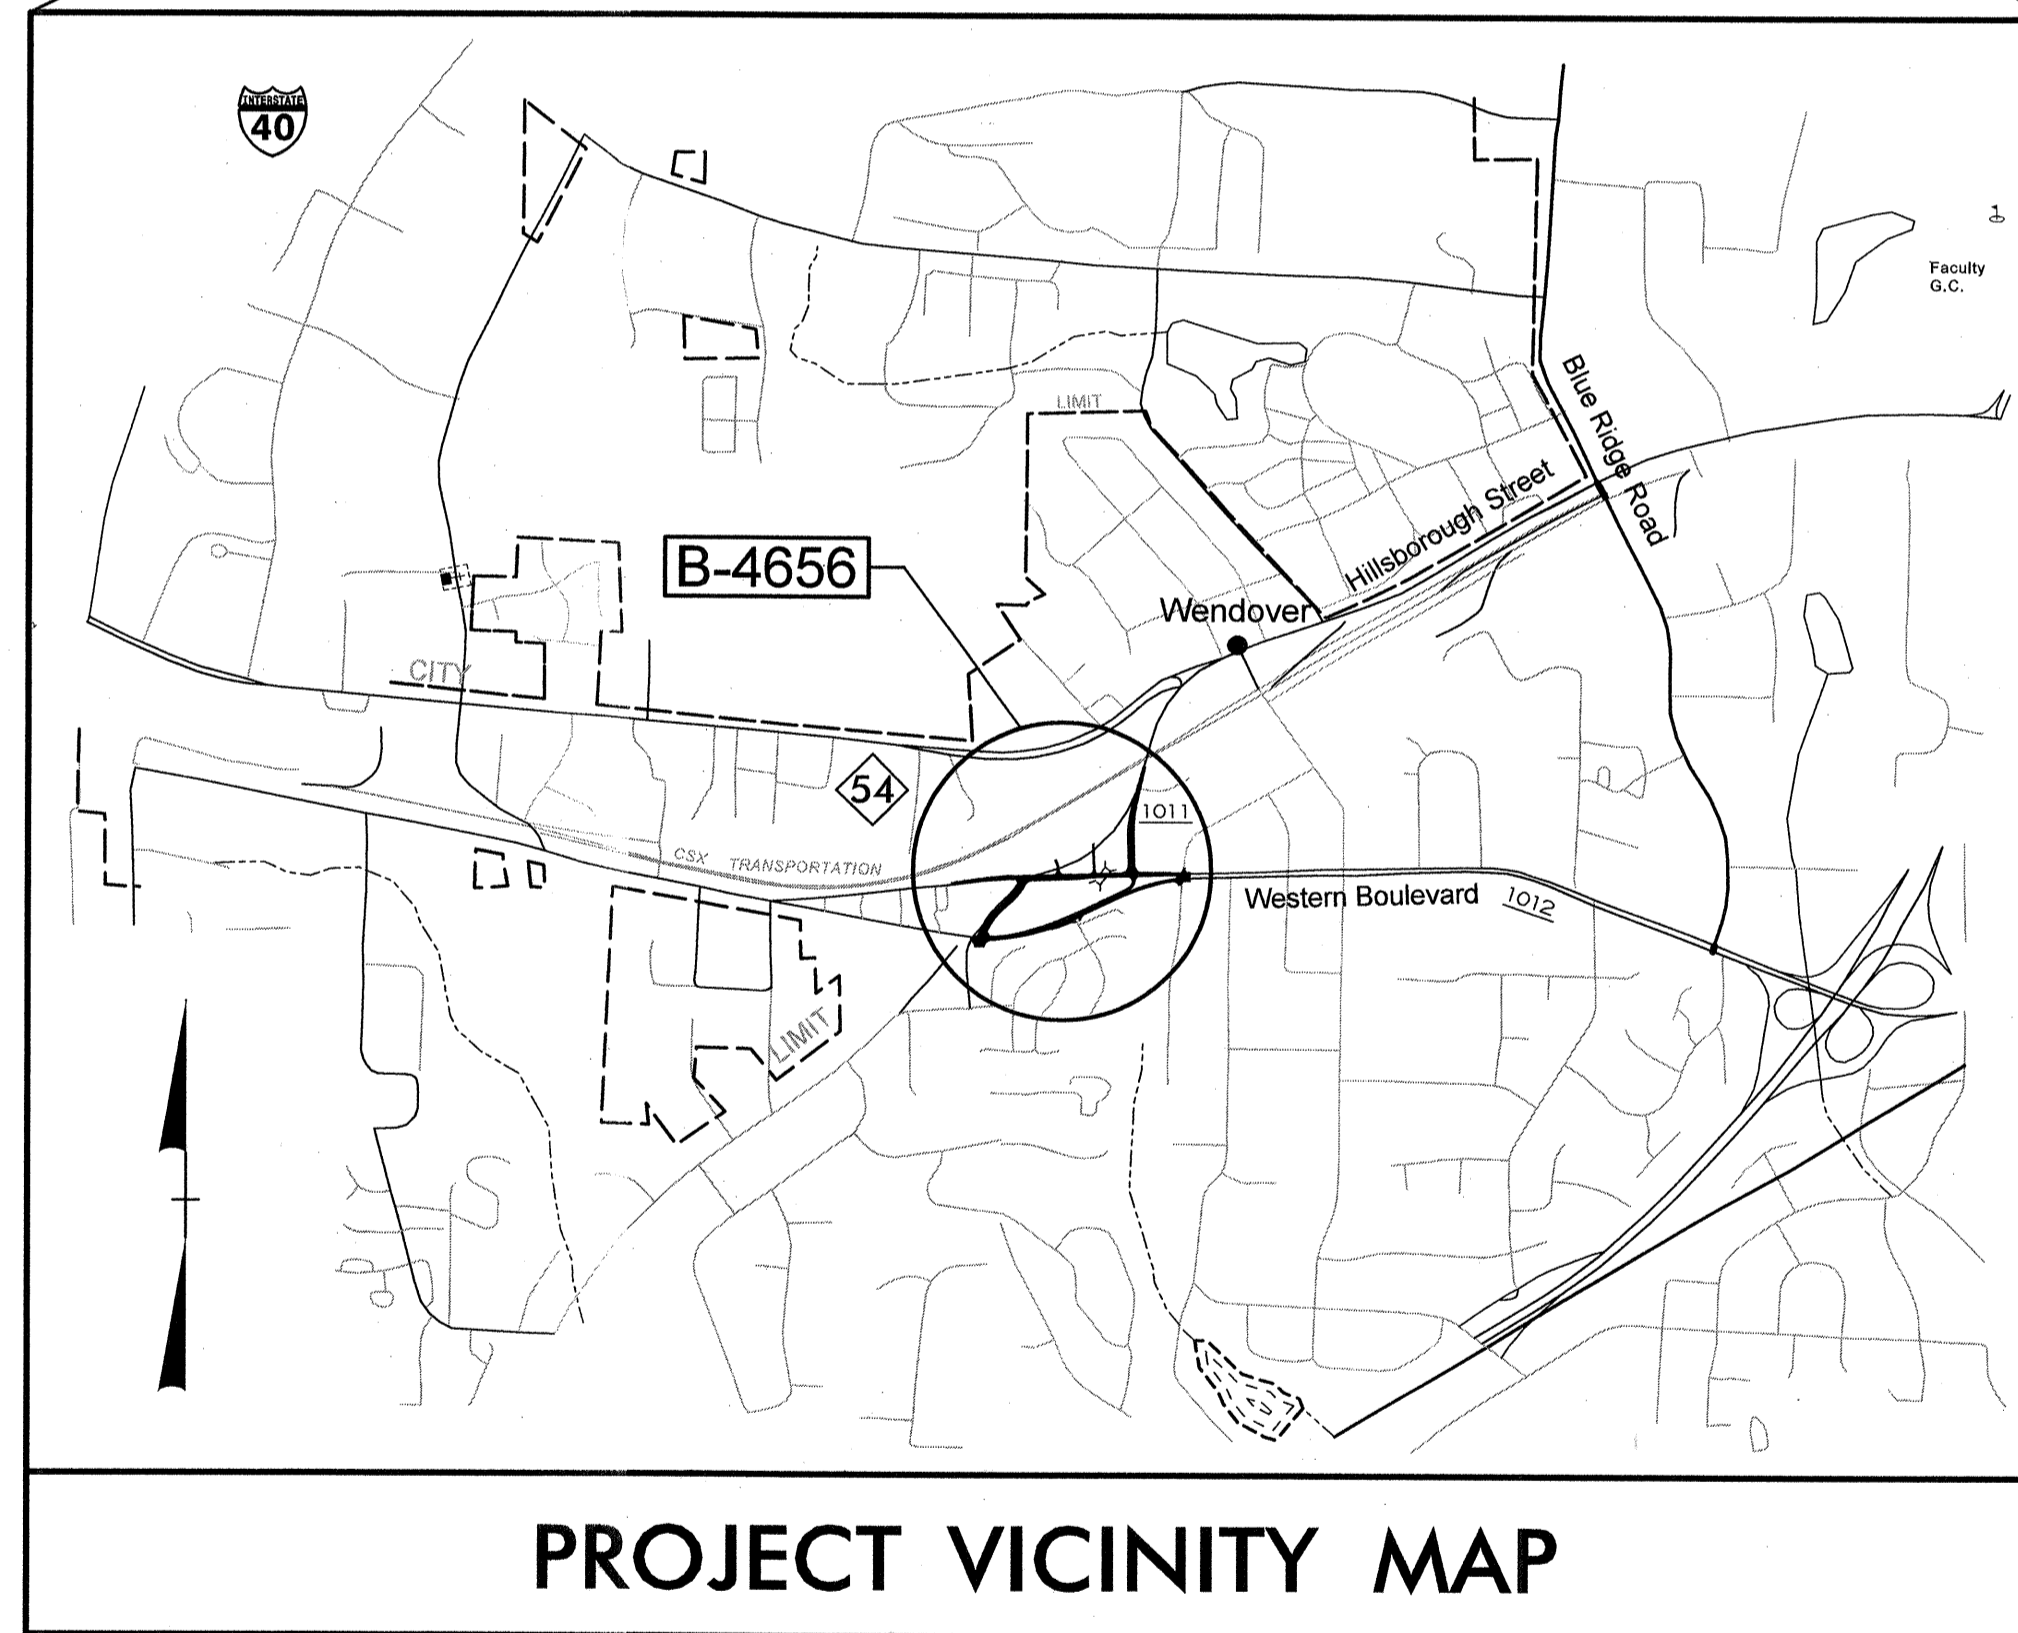 INTERSTATE
40
Faculty
G.C.
Blue Ridge Road
LIMIT
Hillsborough Street
B-4656
Wendover
CITY
54
1011
CSX TRANSPORTATION
Western Boulevard
1012
LIMIT
PROJECT VICINITY MAP